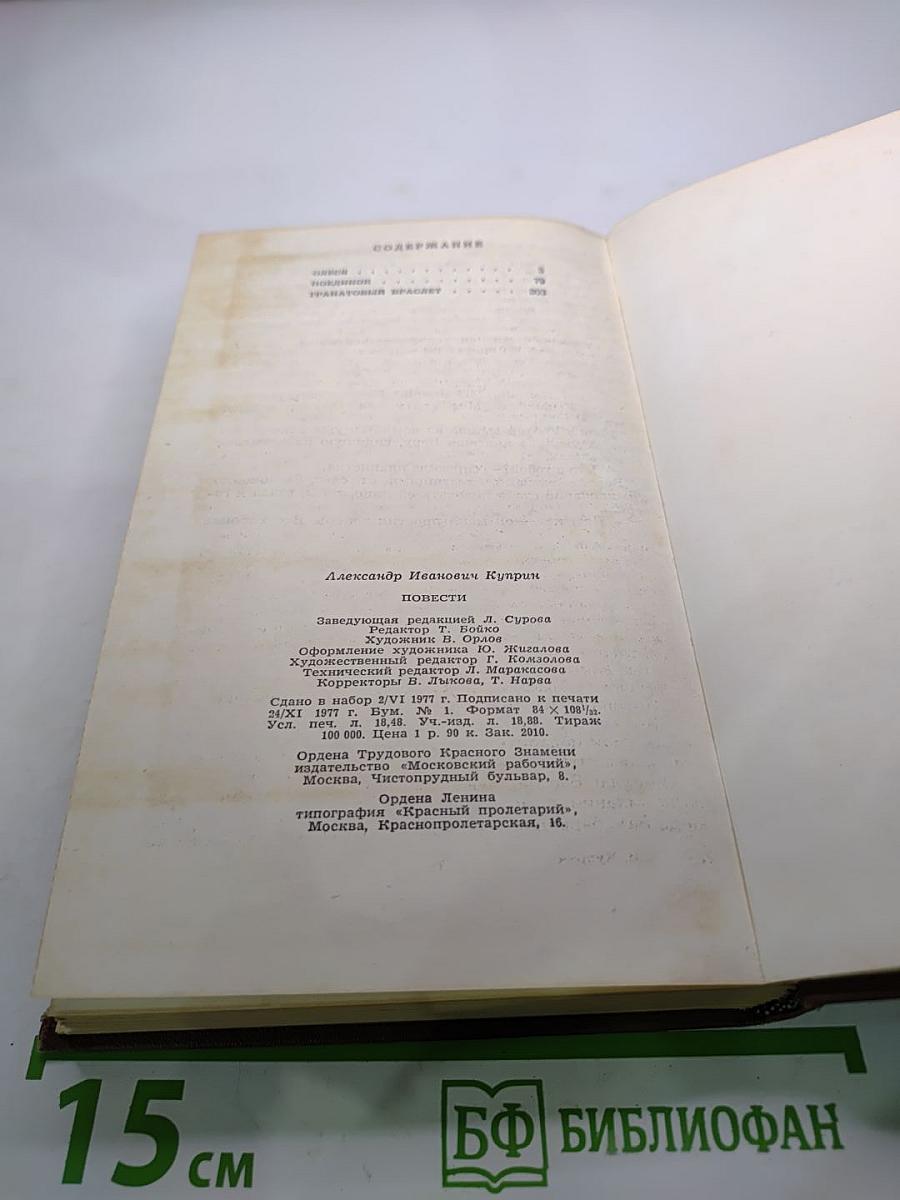 СОДЕРЖАНИЕ
ОЛЕСЯ . . . . . . . . . . . . 5
ПОЕДИНОК . . . . . . . . . . 79
ГРАНАТОВЫЙ БРАСЛЕТ . . . . .
Александр Иванович Куприн
ПОВЕСТИ
Заведующая редакцией Л. Сурова
Редактор Т. Бойко
Художник В. Орлов
Оформление художника Ю. Жигалова
Художественный редактор Г. Комзолова
Технический редактор Л. Маракасова
Корректоры В. Лыкова, Т. Нарва
Сдано в набор 2/VI 1977 г. Подписано к печати
24/XI 1977 г. Бум. № 1. Формат 84 × 108 1/32.
Усл. печ. л. 18,48. Уч.-изд. л. 18,88. Тираж
100 000. Цена 1 р. 90 к. Зак. 2010.
Ордена Трудового Красного Знамени
издательство «Московский рабочий»,
Москва, Чистопрудный бульвар, 8.
Ордена Ленина
типография «Красный пролетарий»,
Москва, Краснопролетарская, 16.
15 см
БФ БИБЛИОФАН